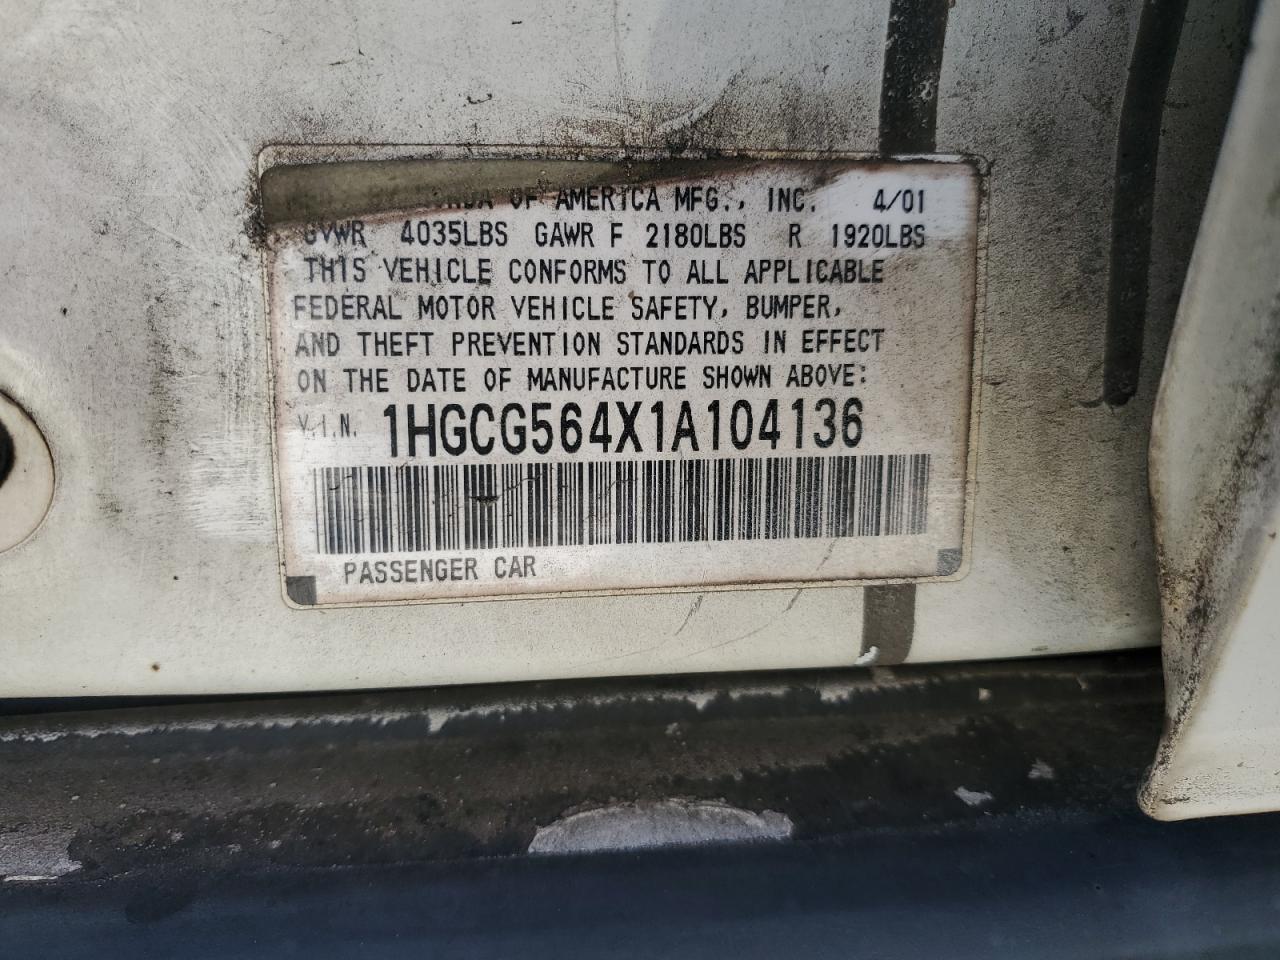 OF AMERICA MFG., INC. 4/01
GVWR 4035LBS GAWR F 2180LBS R 1920LBS
THIS VEHICLE CONFORMS TO ALL APPLICABLE
FEDERAL MOTOR VEHICLE SAFETY, BUMPER,
AND THEFT PREVENTION STANDARDS IN EFFECT
ON THE DATE OF MANUFACTURE SHOWN ABOVE:
V.I.N. 1HGCG564X1A104136
PASSENGER CAR